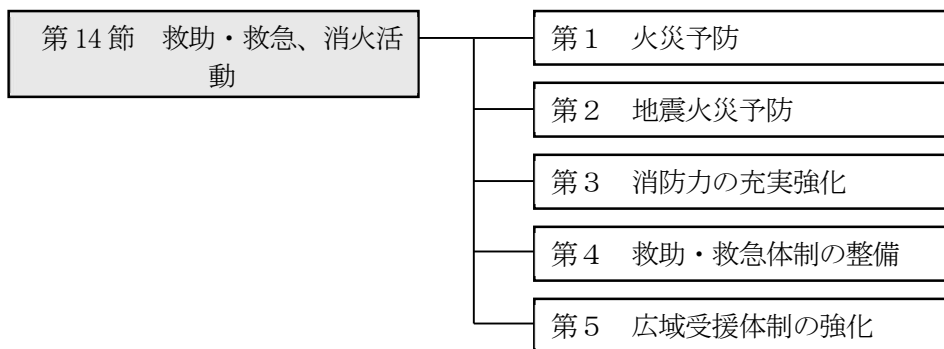 第14節　救助・救急、消火活
動
第１　火災予防
第２　地震火災予防
第３　消防力の充実強化
第４　救助・救急体制の整備
第５　広域受援体制の強化